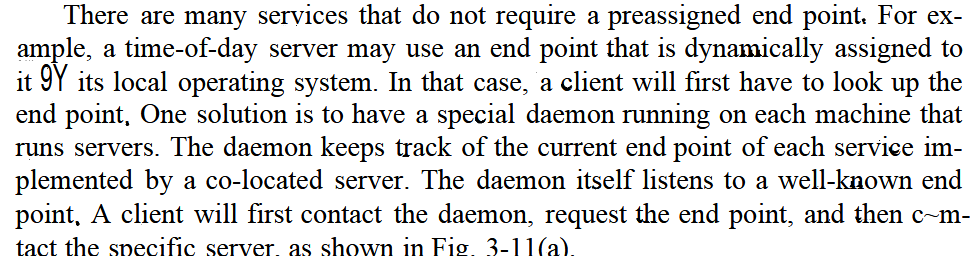 There are many services that do not require a preassigned end point. For ex-
ample, a time-of-day server may use an end point that is dynamically assigned to
it 9Y its local operating system. In that case, a client will first have to look up the
end point. One solution is to have a special daemon running on each machine that
runs servers. The daemon keeps track of the current end point of each service im-
plemented by a co-located server. The daemon itself listens to a well-known end
point. A client will first contact the daemon, request the end point, and then c~m-
tact the specific server, as shown in Fig. 3-11(a).